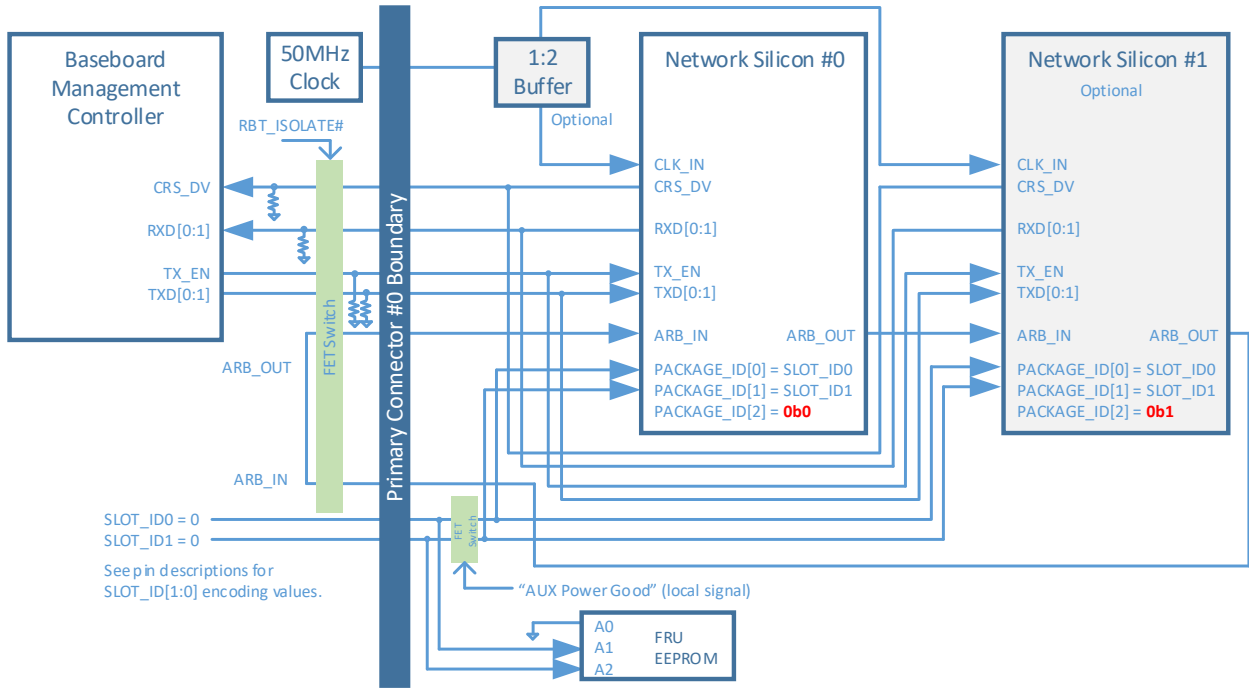 Baseboard
Management
Controller
CRS_DV
RXD[0:1]
TX_EN
TXD[0:1]
50MHz
Clock
RBT_ISOLATE#
FET Switch
ARB_OUT
ARB_IN
SLOT_ID0 = 0
SLOT_ID1 = 0
See pin descriptions for
SLOT_ID[1:0] encoding values.
Primary Connector #0 Boundary
1:2
Buffer
Optional
Network Silicon #0
CLK_IN
CRS_DV
RXD[0:1]
TX_EN
TXD[0:1]
ARB_IN
ARB_OUT
PACKAGE_ID[0] = SLOT_ID0
PACKAGE_ID[1] = SLOT_ID1
PACKAGE_ID[2] = 0b0
Network Silicon #1
Optional
CLK_IN
CRS_DV
RXD[0:1]
TX_EN
TXD[0:1]
ARB_IN
ARB_OUT
PACKAGE_ID[0] = SLOT_ID0
PACKAGE_ID[1] = SLOT_ID1
PACKAGE_ID[2] = 0b1
FET
Switch
“AUX Power Good” (local signal)
A0
A1
A2
FRU
EEPROM